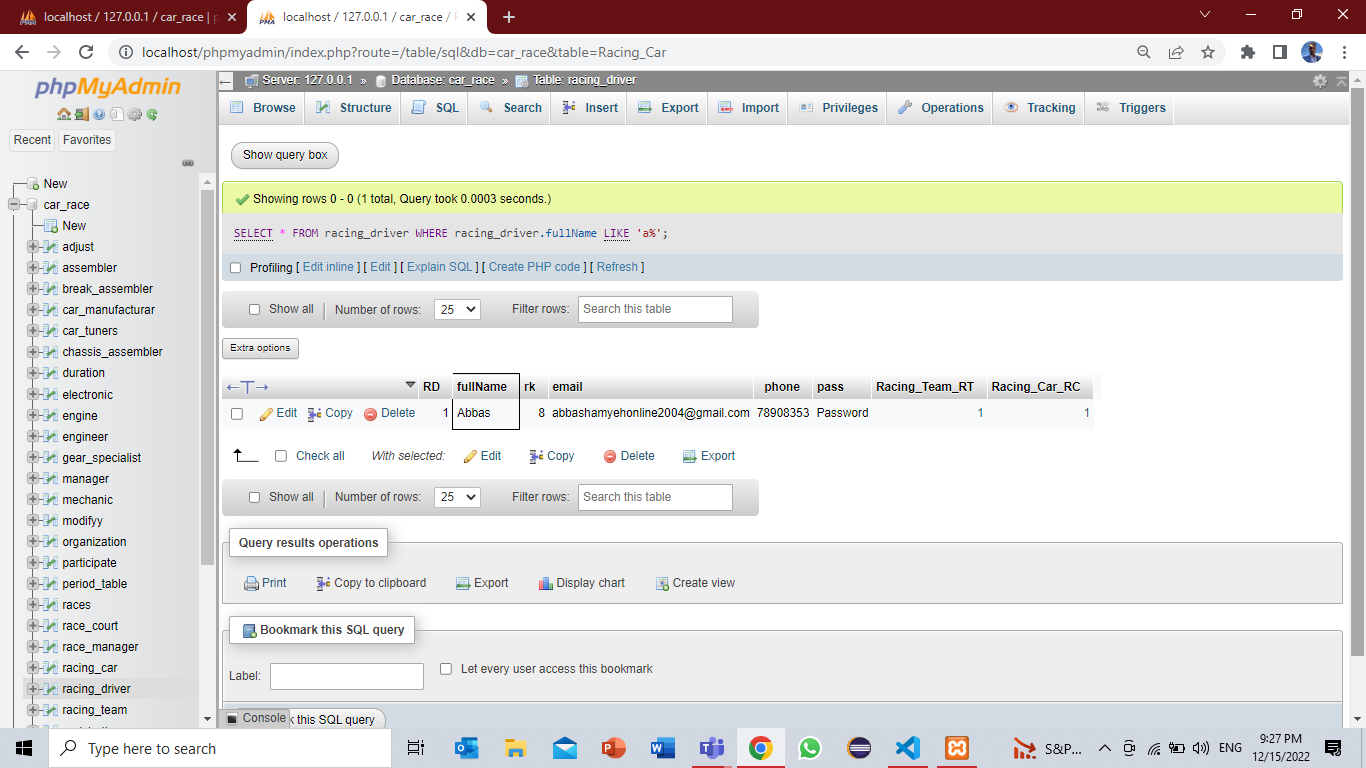 localhost / 127.0.0.1 / car_race | p
localhost / 127.0.0.1 / car_race /
localhost/phpmyadmin/index.php?route=/table/sql&db=car_race&table=Racing_Car
phpMyAdmin
Recent
Favorites
New
car_race
New
adjust
assembler
break_assembler
car_manufacturar
car_tuners
chassis_assembler
duration
electronic
engine
engineer
gear_specialist
manager
mechanic
modifyy
organization
participate
period_table
races
race_court
race_manager
racing_car
racing_driver
racing_team
Server: 127.0.0.1 » Database: car_race » Table: racing_driver
Browse Structure SQL Search Insert Export Import Privileges Operations Tracking Triggers
Show query box
Showing rows 0 - 0 (1 total, Query took 0.0003 seconds.)
SELECT * FROM racing_driver WHERE racing_driver.fullName LIKE 'a%';
Profiling [ Edit inline ] [ Edit ] [ Explain SQL ] [ Create PHP code ] [ Refresh ]
Show all | Number of rows: 25 Filter rows: Search this table
Extra options
←T→ RD fullName rk email phone pass Racing_Team_RT Racing_Car_RC
Edit Copy Delete 1 Abbas 8 abbashamyehonline2004@gmail.com 78908353 Password 1 1
Check all With selected: Edit Copy Delete Export
Show all | Number of rows: 25 Filter rows: Search this table
Query results operations
Print Copy to clipboard Export Display chart Create view
Bookmark this SQL query
Label: Let every user access this bookmark
Console k this SQL query
Type here to search
S&P...
ENG
9:27 PM
12/15/2022